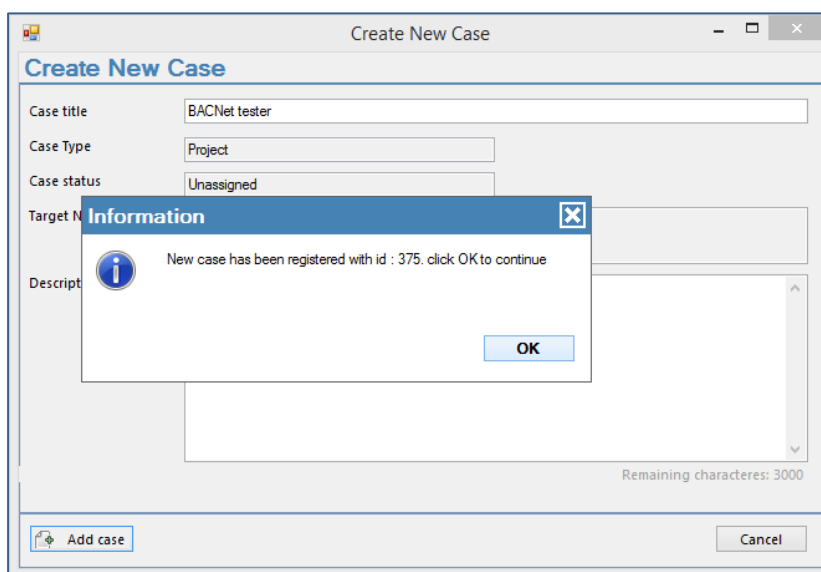 Create New Case
Create New Case
Case title
BACNet tester
Case Type
Project
Case status
Unassigned
Target N
Information
New case has been registered with id : 375. click OK to continue
Descript
OK
Remaining characteres: 3000
Add case
Cancel